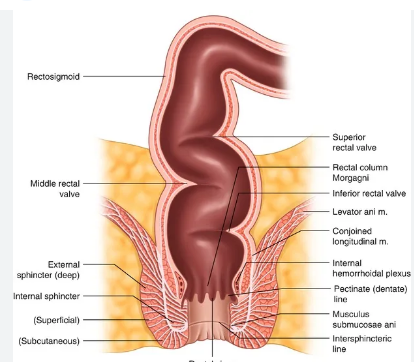 Rectosigmoid
Middle rectal
valve
External
sphincter (deep)
Internal sphincter
(Superficial)
(Subcutaneous)
Superior
rectal valve
Rectal column
Morgagni
Inferior rectal valve
Levator ani m.
Conjoined
longitudinal m.
Internal
hemorrhoidal plexus
Pectinate (dentate)
line
Musculus
submucosae ani
Intersphincteric
line